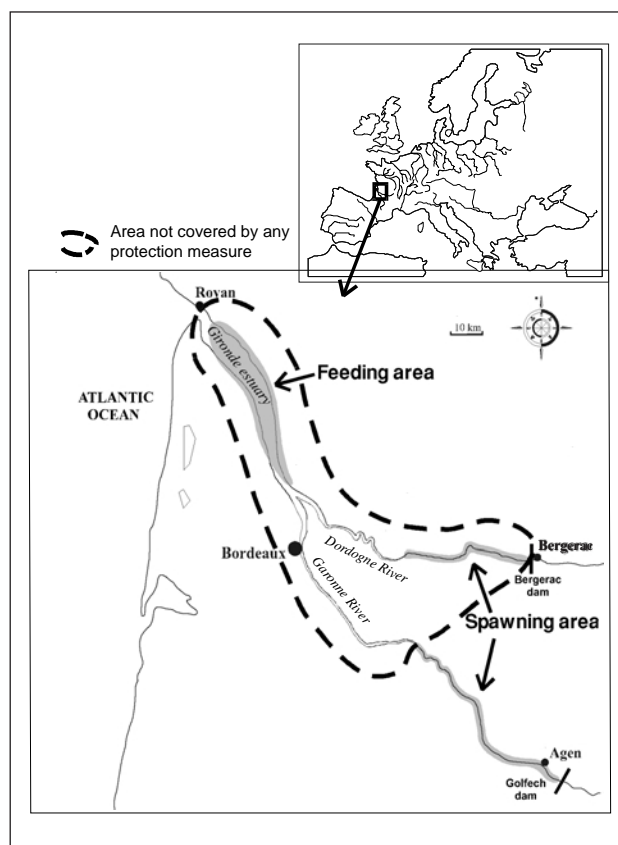 Area not covered by any
protection measure
Royan
10 km
Gironde estuary
Feeding area
ATLANTIC
OCEAN
Bordeaux
Dordogne River
Bergerac
Bergerac
dam
Garonne River
Spawning area
Agen
Golfech
dam